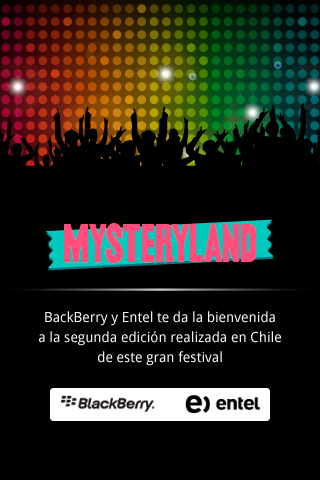 MYSTERYLAND
BackBerry y Entel te da la bienvenida
a la segunda edición realizada en Chile
de este gran festival
BlackBerry. e) entel